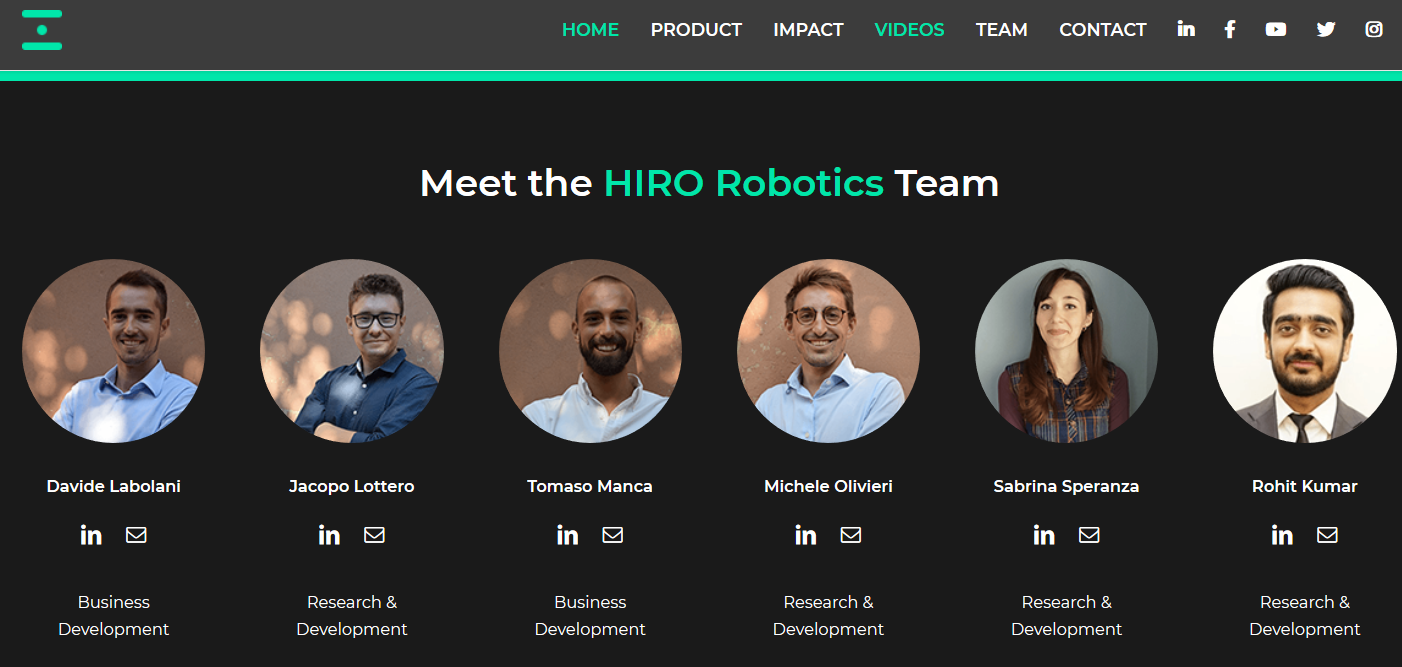 HOME PRODUCT IMPACT VIDEOS TEAM CONTACT
Meet the HIRO Robotics Team
Davide Labolani
Business
Development
Jacopo Lottero
Research &
Development
Tomaso Manca
Business
Development
Michele Olivieri
Research &
Development
Sabrina Speranza
Research &
Development
Rohit Kumar
Research &
Development